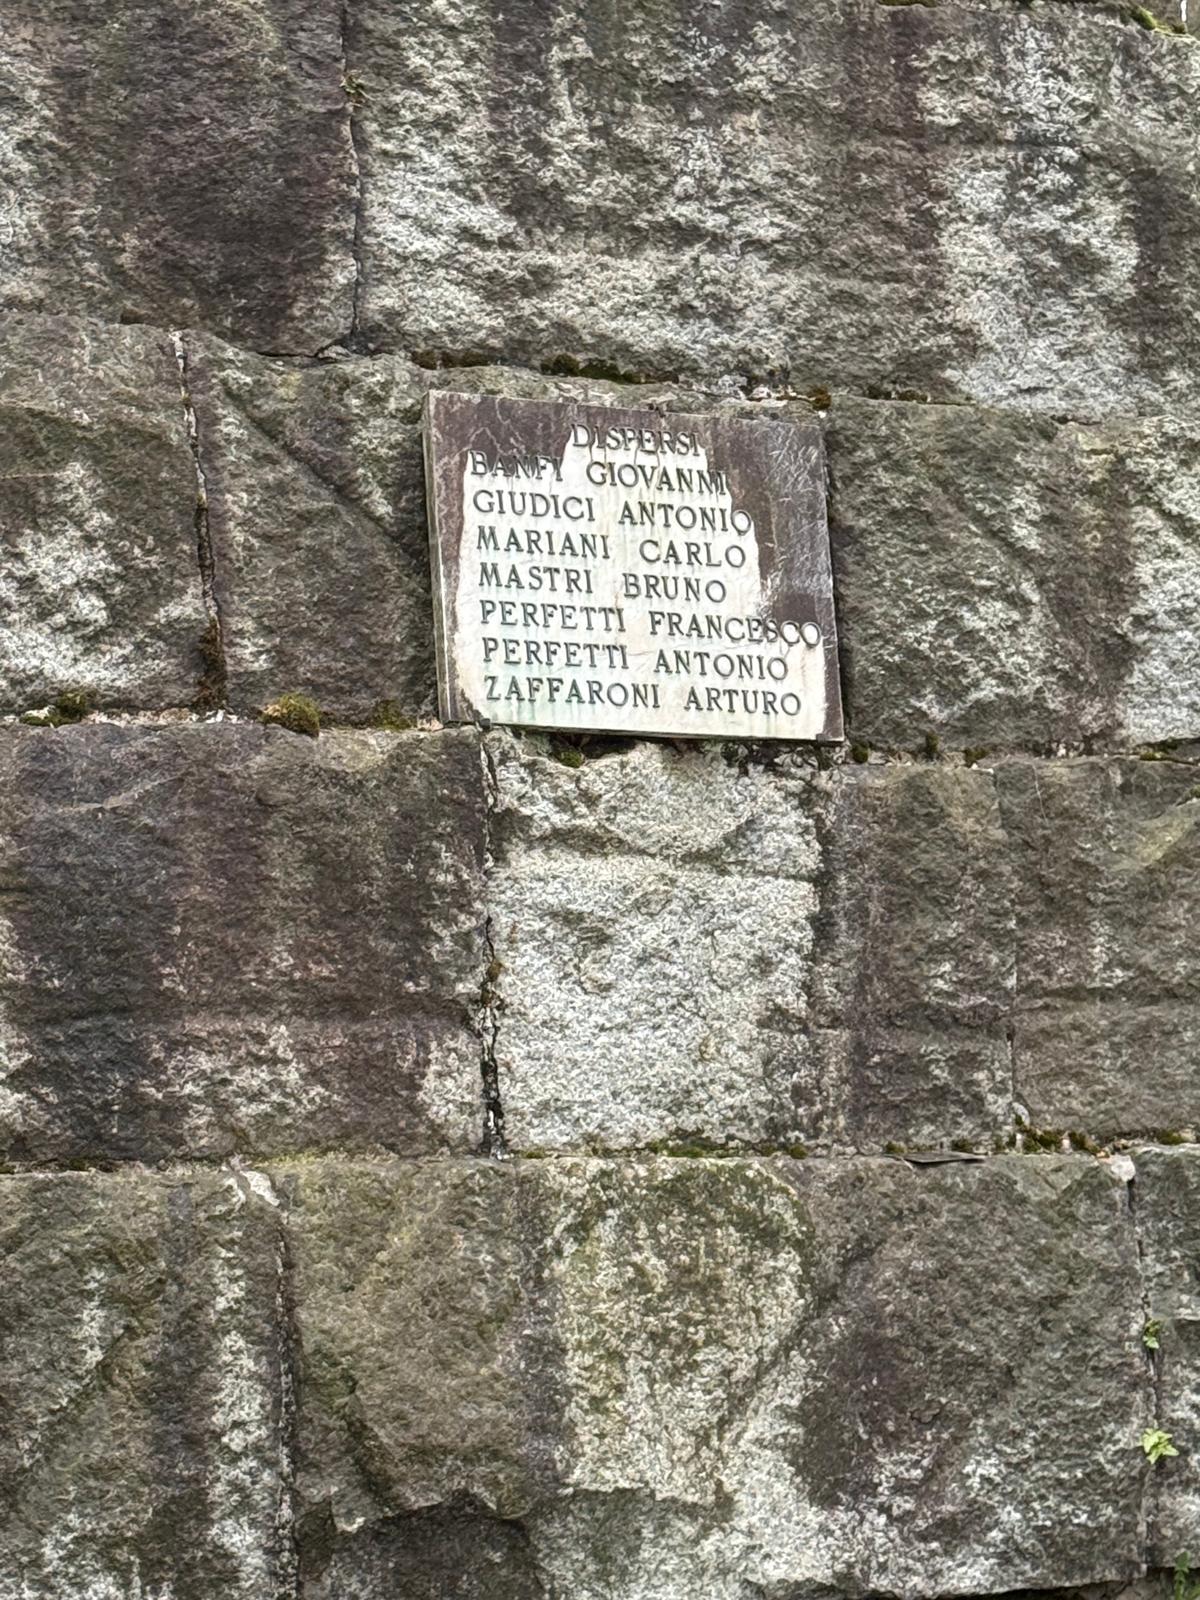 DISPERSI
BANFI GIOVANNI
GIUDICI ANTONIO
MARIANI CARLO
MASTRI BRUNO
PERFETTI FRANCESCO
PERFETTI ANTONIO
ZAFFARONI ARTURO